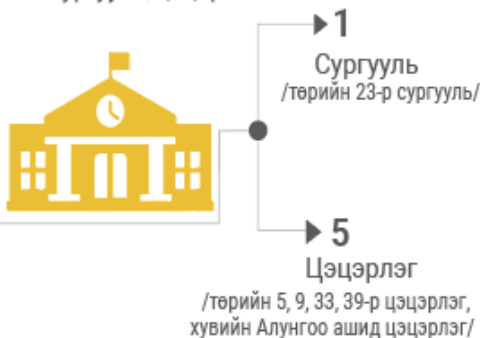 1
Сургууль
/төрийн 23-р сургууль/
5
Цэцэрлэг
/төрийн 5, 9, 33, 39-р цэцэрлэг,
хувийн Алунгоо ашид цэцэрлэг/